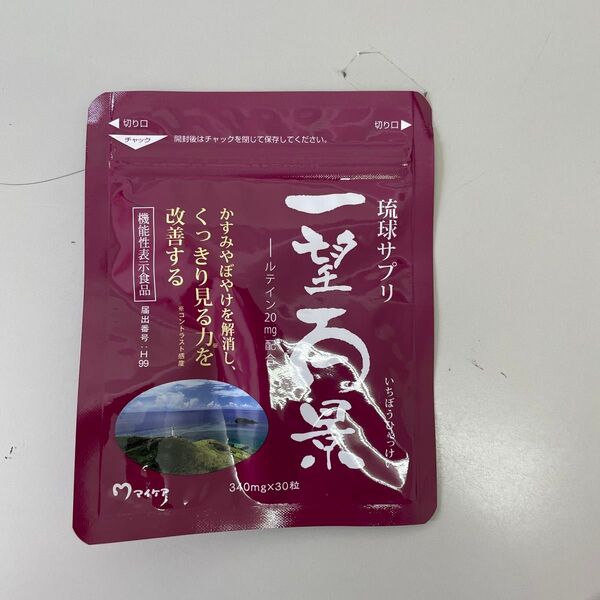 切り口
切り口
チャック
開封後はチャックを閉じて保存してください。
琉球サプリ
一望百景
いちぼうひゃっけい
ルテイン20mg配合
かすみやぼやけを解消し、
くっきり見る力を※
改善する
※コントラスト感度
機能性表示食品
届出番号:H99
340mg×30粒
マイケア